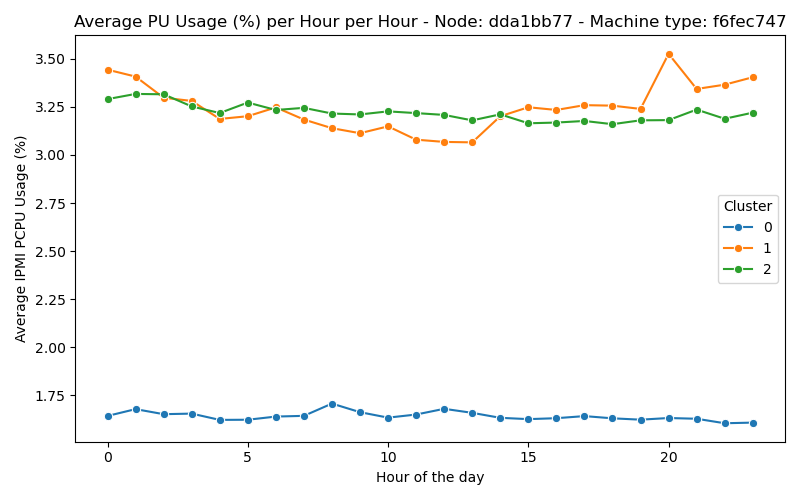 Average PU Usage (%) per Hour per Hour - Node: dda1bb77 - Machine type: f6fec747
Average IPMI PCPU Usage (%)
3.50
3.25
3.00
2.75
2.50
2.25
2.00
1.75
Cluster
0
1
2
0 5 10 15 20
Hour of the day